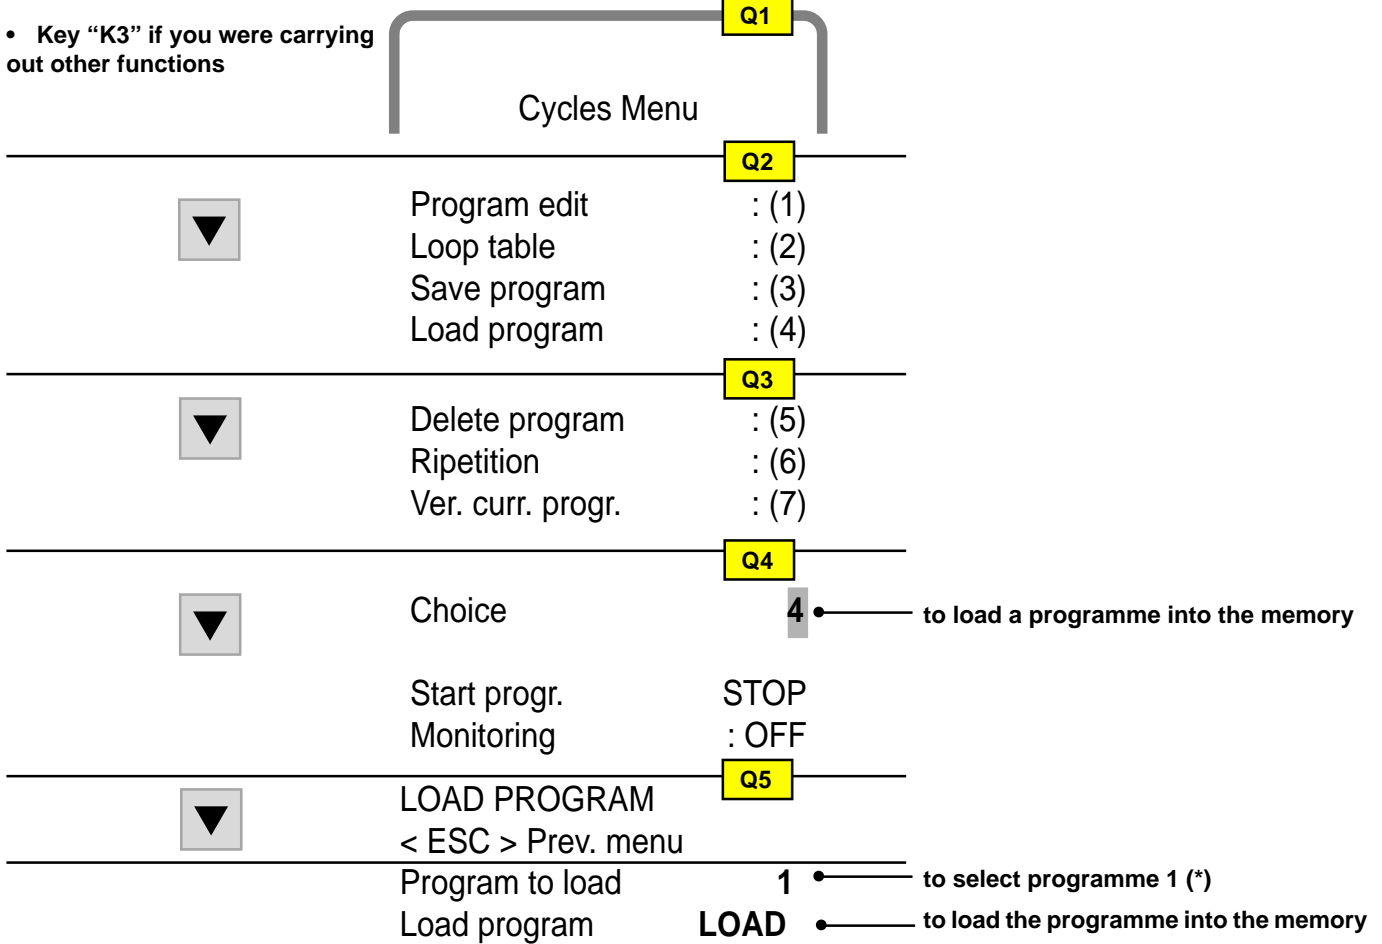 Q1
• Key “K3” if you were carrying
out other functions
Cycles Menu
Q2
Program edit : (1)
Loop table : (2)
Save program : (3)
Load program : (4)
Q3
Delete program : (5)
Ripetition : (6)
Ver. curr. progr. : (7)
Q4
Choice 4 to load a programme into the memory
Start progr. STOP
Monitoring : OFF
Q5
LOAD PROGRAM
< ESC > Prev. menu
Program to load 1 to select programme 1 (*)
Load program LOAD to load the programme into the memory